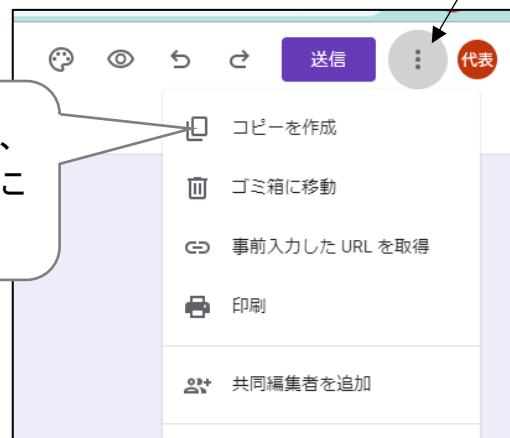 送信
代表
コピーを作成
、
に
ゴミ箱に移動
事前入力した URL を取得
印刷
共同編集者を追加